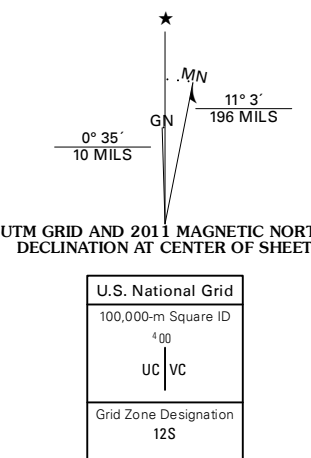 ★
MN
GN
11° 3´
196 MILS
0° 35´
10 MILS
UTM GRID AND 2011 MAGNETIC NORT
DECLINATION AT CENTER OF SHEET
U.S. National Grid
100,000-m Square ID
⁴00
UC VC
Grid Zone Designation
12S